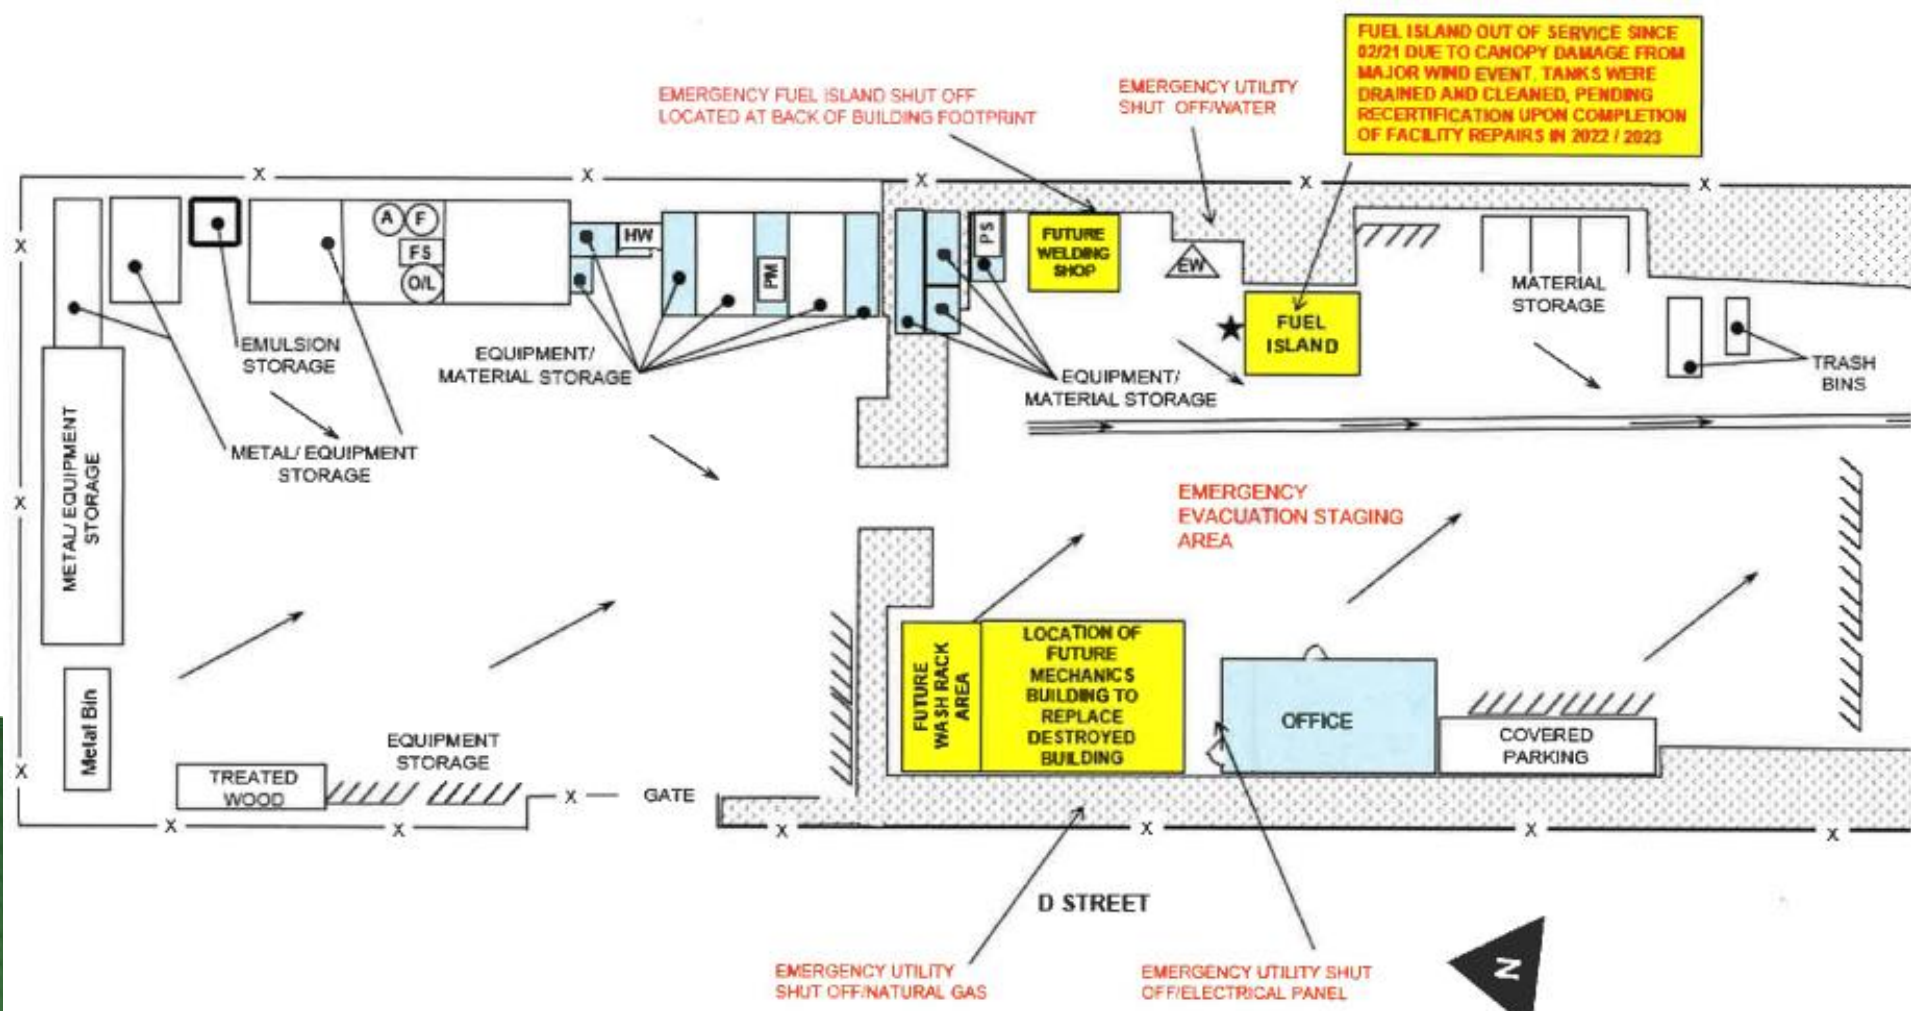 FUEL ISLAND OUT OF SERVICE SINCE
02/21 DUE TO CANOPY DAMAGE FROM
MAJOR WIND EVENT, TANKS WERE
DRAINED AND CLEANED, PENDING
RECERTIFICATION UPON COMPLETION
OF FACILITY REPAIRS IN 2022 / 2023
EMERGENCY FUEL ISLAND SHUT OFF
LOCATED AT BACK OF BUILDING FOOTPRINT
EMERGENCY UTILITY
SHUT OFF/WATER
X
X
X
X
X
X
A
F
FS
O/L
HW
PM
PS
FUTURE
WELDING
SHOP
EW
FUEL
ISLAND
MATERIAL
STORAGE
TRASH
BINS
EMULSION
STORAGE
EQUIPMENT/
MATERIAL STORAGE
EQUIPMENT/
MATERIAL STORAGE
METAL/ EQUIPMENT
STORAGE
METAL/ EQUIPMENT
STORAGE
X
EMERGENCY
EVACUATION STAGING
AREA
FUTURE
WASH RACK
AREA
LOCATION OF
FUTURE
MECHANICS
BUILDING TO
REPLACE
DESTROYED
BUILDING
OFFICE
COVERED
PARKING
Metal Bin
EQUIPMENT
STORAGE
TREATED
WOOD
X
X
GATE
X
X
X
X
X
X
D STREET
N
EMERGENCY UTILITY
SHUT OFF/NATURAL GAS
EMERGENCY UTILITY SHUT
OFF/ELECTRICAL PANEL